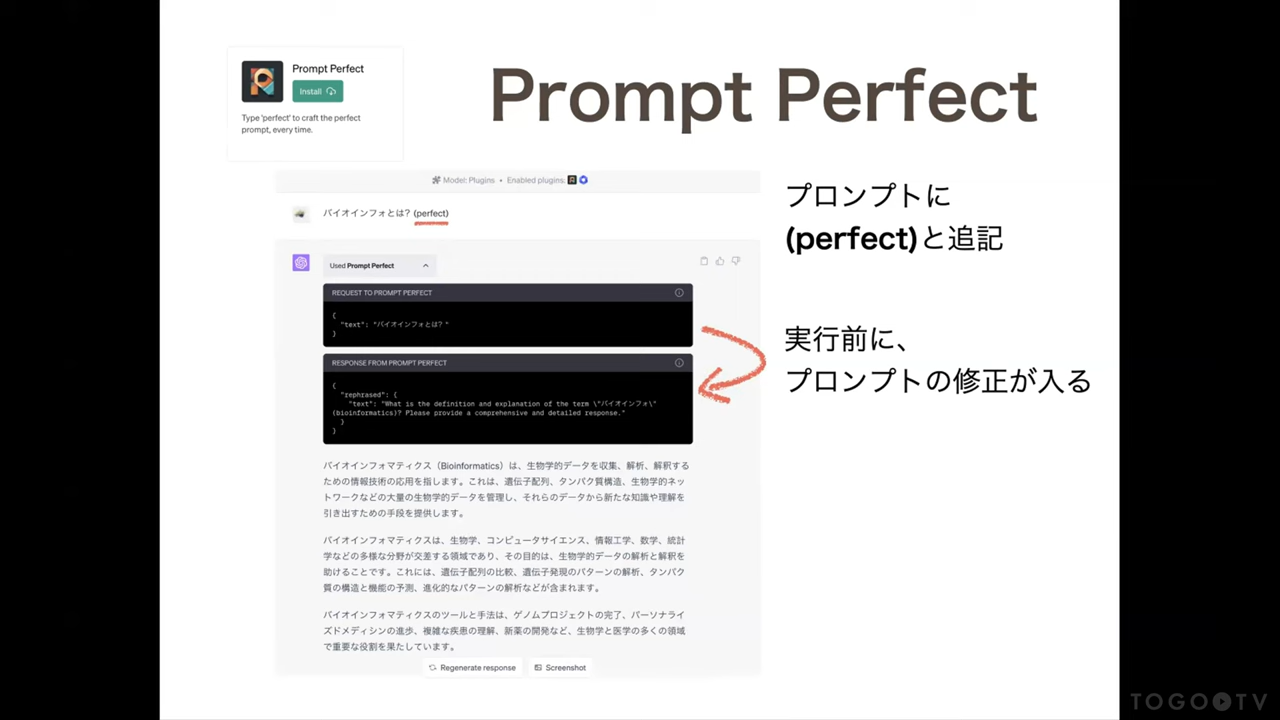 Prompt Perfect
Install
Type 'perfect' to craft the perfect
prompt, every time.
Prompt Perfect
Model: Plugins • Enabled plugins:
バイオインフォとは? (perfect)
Used Prompt Perfect
REQUEST TO PROMPT PERFECT
{
"text": "バイオインフォとは? "
}
RESPONSE FROM PROMPT PERFECT
{
"rephrased": {
"text": "What is the definition and explanation of the term \"バイオインフォ\"
(bioinformatics)? Please provide a comprehensive and detailed response."
}
}
バイオインフォマティクス（Bioinformatics）は、生物学的データを収集、解析、解釈する
ための情報技術の応用を指します。これは、遺伝子配列、タンパク質構造、生物学的ネッ
トワークなどの大量の生物学的データを管理し、それらのデータから新たな知識や理解を
引き出すための手段を提供します。
バイオインフォマティクスは、生物学、コンピュータサイエンス、情報工学、数学、統計
学などの多様な分野が交差する領域であり、その目的は、生物学的データの解析と解釈を
助けることです。これには、遺伝子配列の比較、遺伝子発現のパターンの解析、タンパク
質の構造と機能の予測、進化的なパターンの解析などが含まれます。
バイオインフォマティクスのツールと手法は、ゲノムプロジェクトの完了、パーソナライ
ズドメディシンの進歩、複雑な疾患の理解、新薬の開発など、生物学と医学の多くの領域
で重要な役割を果たしています。
Regenerate response
Screenshot
プロンプトに
(perfect)と追記
実行前に、
プロンプトの修正が入る
TOGOTV